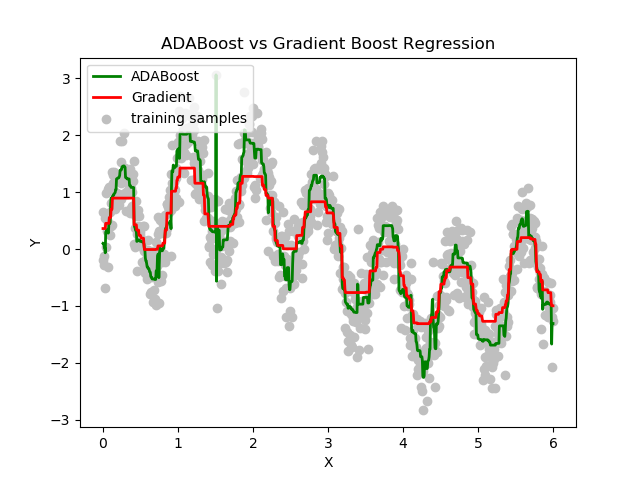 ADABoost vs Gradient Boost Regression
ADABoost
Gradient
training samples
3
2
1
0
−1
−2
−3
Y
0 1 2 3 4 5 6
X